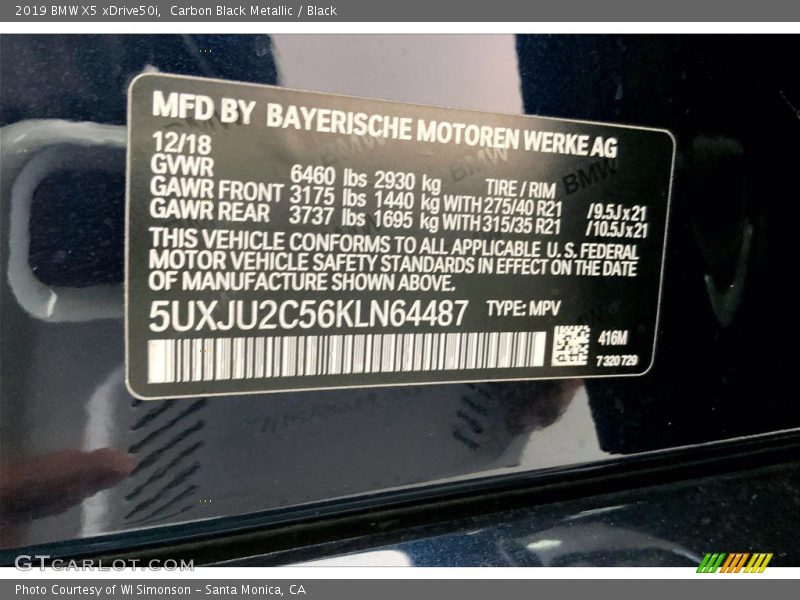 2019 BMW X5 xDrive50i, Carbon Black Metallic / Black
MFD BY BAYERISCHE MOTOREN WERKE AG
12/18
GVWR 6460 lbs 2930 kg TIRE / RIM
GAWR FRONT 3175 lbs 1440 kg WITH 275/40 R21 /9.5Jx21
GAWR REAR 3737 lbs 1695 kg WITH 315/35 R21 /10.5Jx21
THIS VEHICLE CONFORMS TO ALL APPLICABLE U. S. FEDERAL
MOTOR VEHICLE SAFETY STANDARDS IN EFFECT ON THE DATE
OF MANUFACTURE SHOWN ABOVE.
5UXJU2C56KLN64487 TYPE: MPV
416M
7 320 729
GTCARLOT.COM
Photo Courtesy of WI Simonson - Santa Monica, CA